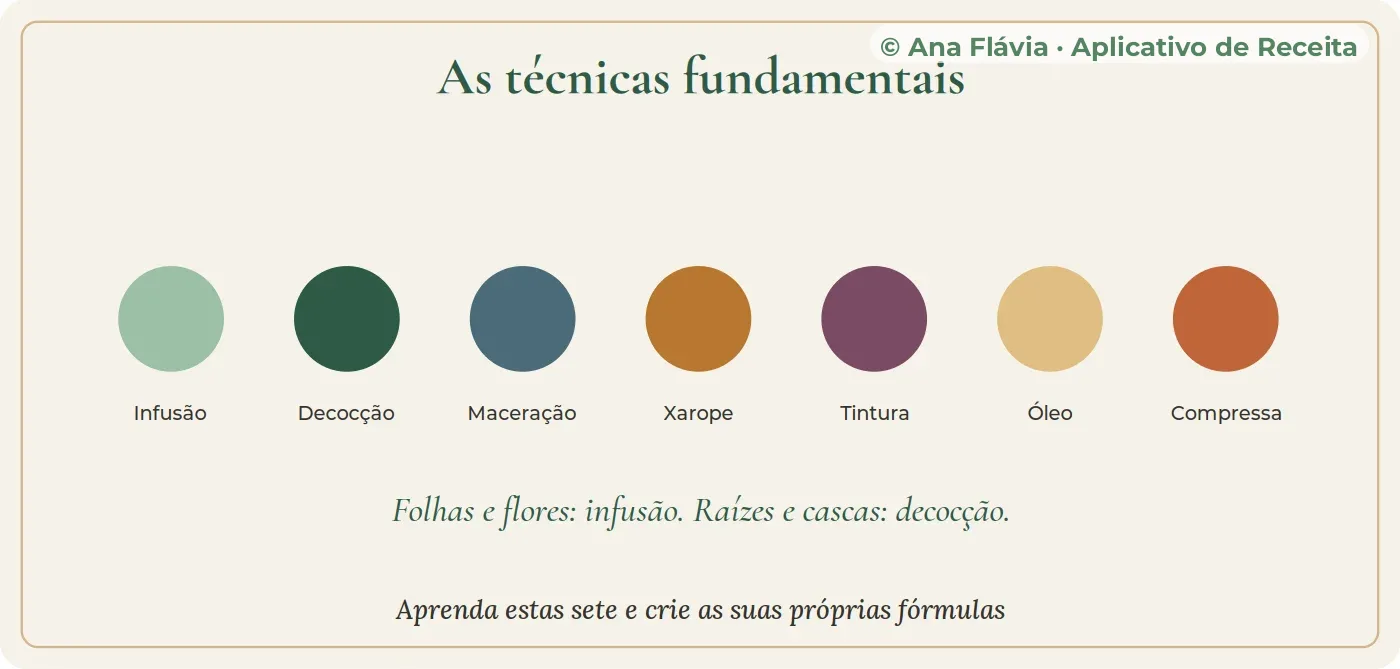 © Ana Flávia · Aplicativo de Receita
As técnicas fundamentais
Infusão
Decocção
Maceração
Xarope
Tintura
Óleo
Compressa
Folhas e flores: infusão. Raízes e cascas: decocção.
Aprenda estas sete e crie as suas próprias fórmulas